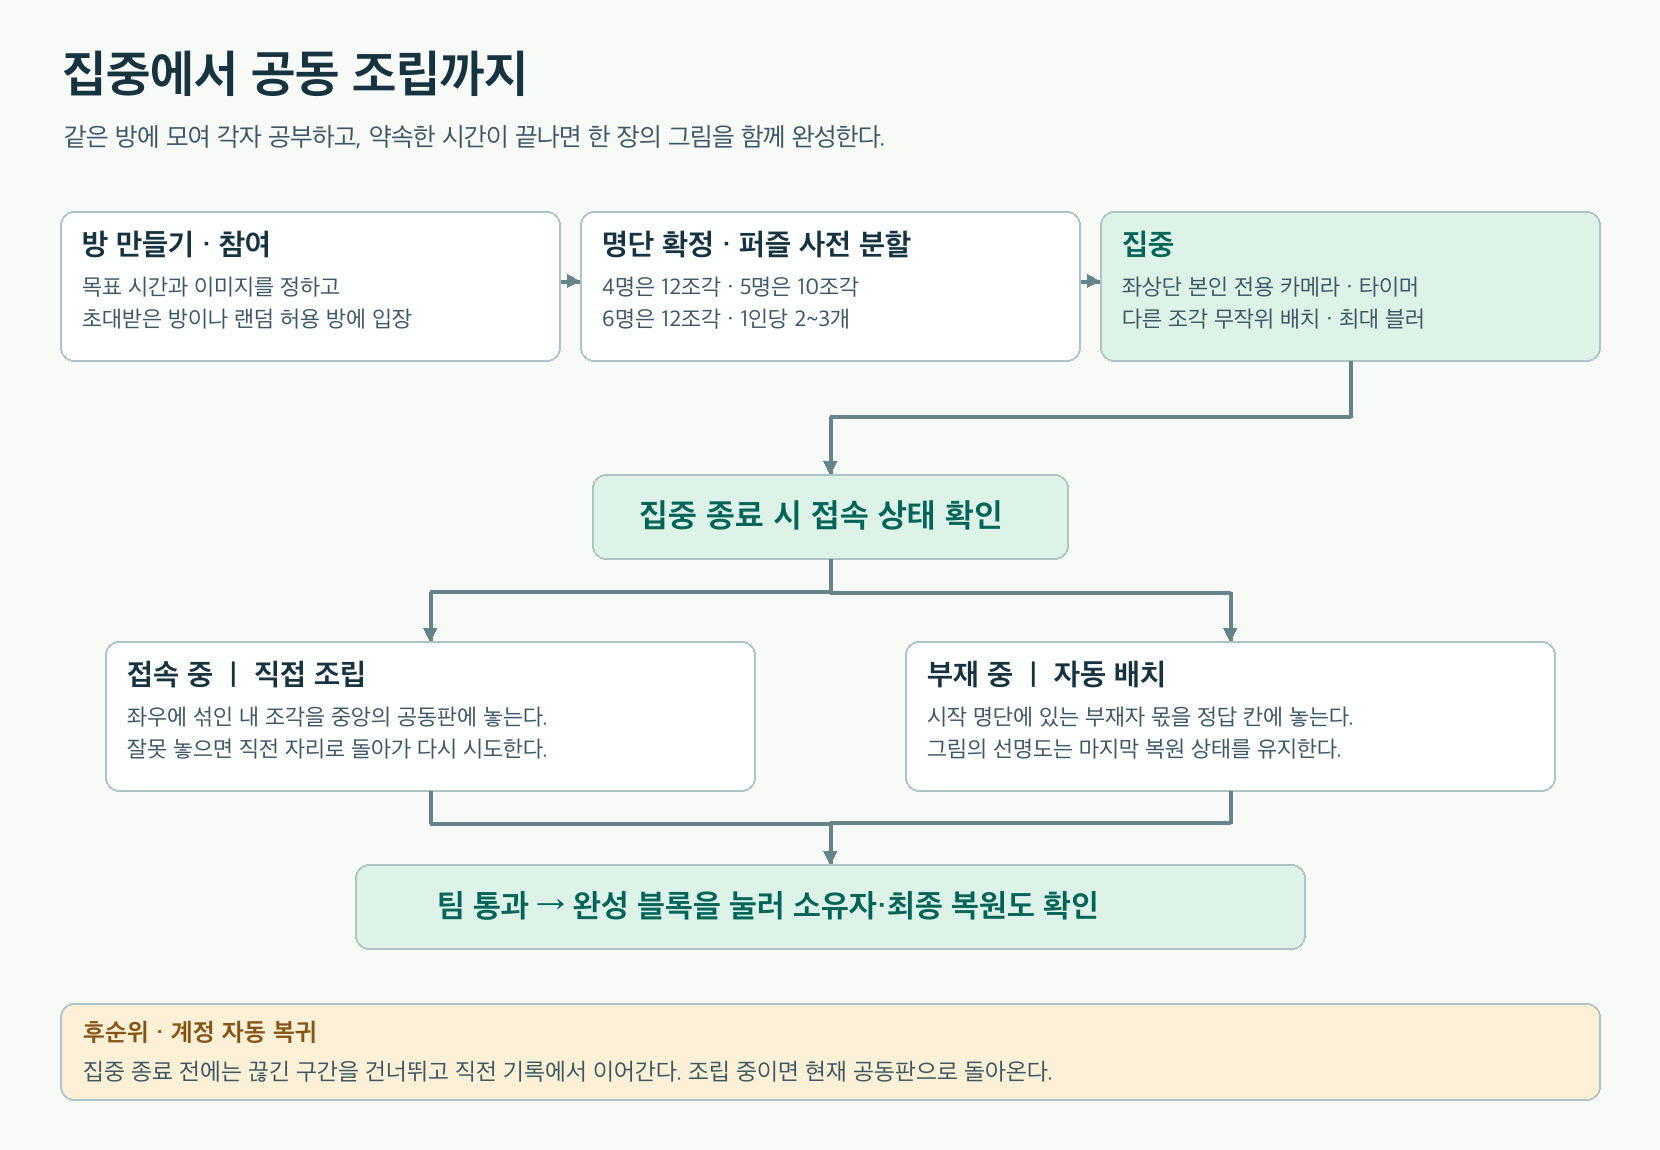 집중에서 공동 조립까지
같은 방에 모여 각자 공부하고, 약속한 시간이 끝나면 한 장의 그림을 함께 완성한다.
방 만들기 · 참여
목표 시간과 이미지를 정하고
초대받은 방이나 랜덤 허용 방에 입장
명단 확정 · 퍼즐 사전 분할
4명은 12조각 · 5명은 10조각
6명은 12조각 · 1인당 2~3개
집중
좌상단 본인 전용 카메라 · 타이머
다른 조각 무작위 배치 · 최대 블러
집중 종료 시 접속 상태 확인
접속 중 | 직접 조립
좌우에 섞인 내 조각을 중앙의 공동판에 놓는다.
잘못 놓으면 직전 자리로 돌아가 다시 시도한다.
부재 중 | 자동 배치
시작 명단에 있는 부재자 몫을 정답 칸에 놓는다.
그림의 선명도는 마지막 복원 상태를 유지한다.
팀 통과 → 완성 블록을 눌러 소유자·최종 복원도 확인
후순위 · 계정 자동 복귀
집중 종료 전에는 끊긴 구간을 건너뛰고 직전 기록에서 이어간다. 조립 중이면 현재 공동판으로 돌아온다.